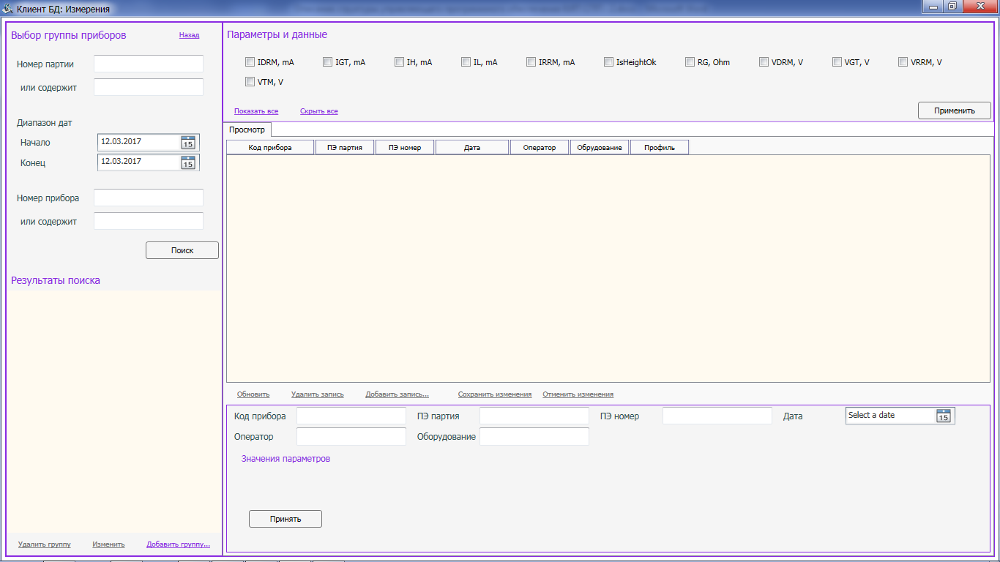 Клиент БД: Измерения
Выбор группы приборов Назад
Номер партии
или содержит
Диапазон дат
Начало 12.03.2017 15
Конец 12.03.2017 15
Номер прибора
или содержит
Поиск
Результаты поиска
Удалить группу Изменить Добавить группу...
Параметры и данные
IDRM, mA IGT, mA IH, mA IL, mA IRRM, mA IsHeightOk RG, Ohm VDRM, V VGT, V VRRM, V
VTM, V
Показать все Скрыть все Применить
Просмотр
Код прибора ПЭ партия ПЭ номер Дата Оператор Обрудование Профиль
Обновить Удалить запись Добавить запись... Сохранить изменения Отменить изменения
Код прибора ПЭ партия ПЭ номер Дата Select a date 15
Оператор Оборудование
Значения параметров
Принять